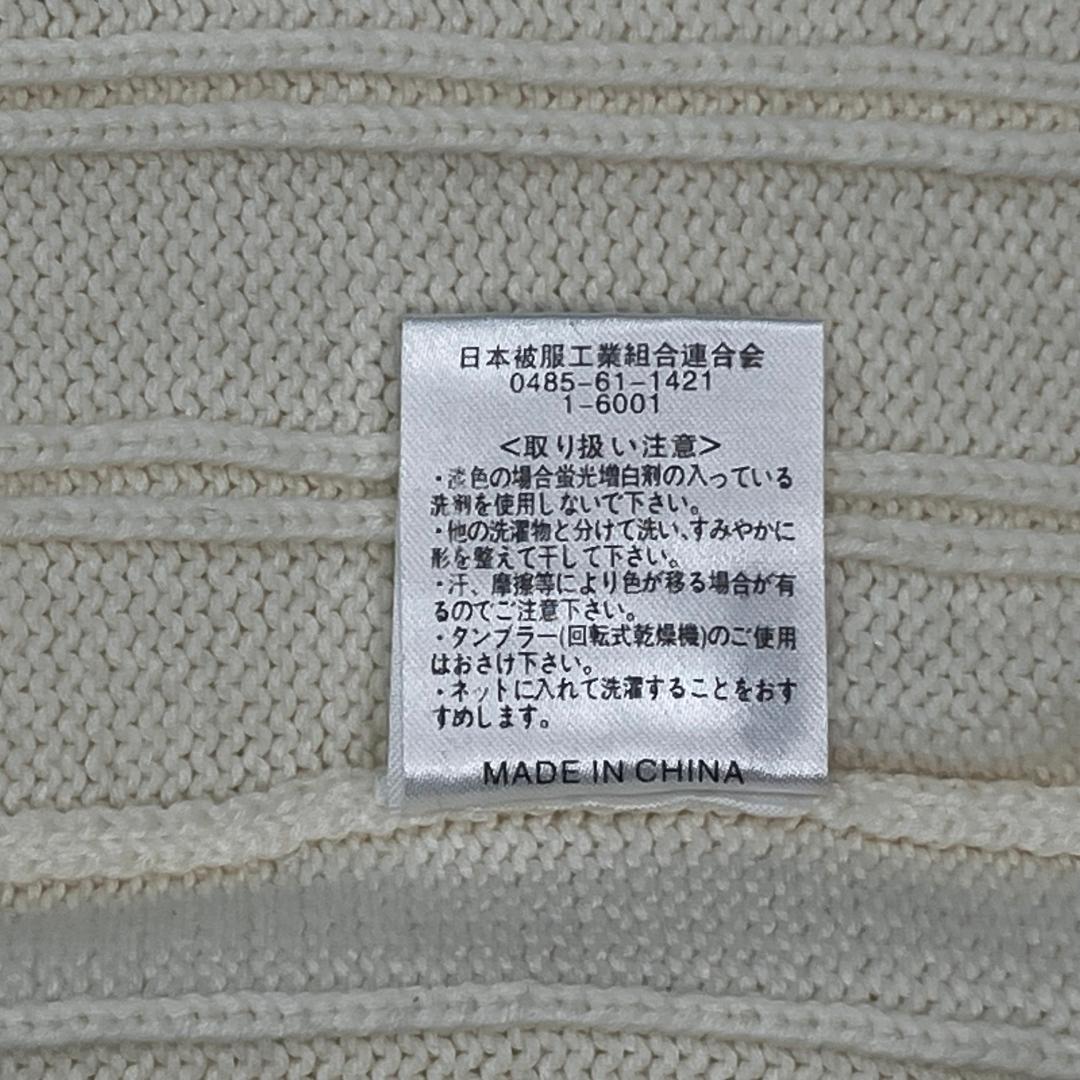 日本被服工業組合連合会
0485-61-1421
1-6001
<取り扱い注意>
・淡色の場合蛍光増白剤の入っている
洗剤を使用しないで下さい。
・他の洗濯物と分けて洗い、すみやかに
形を整えて干して下さい。
・汗、摩擦等により色が移る場合が有
るのでご注意下さい。
・タンブラー(回転式乾燥機)のご使用
はおさけ下さい。
・ネットに入れて洗濯することをおす
すめします。
MADE IN CHINA